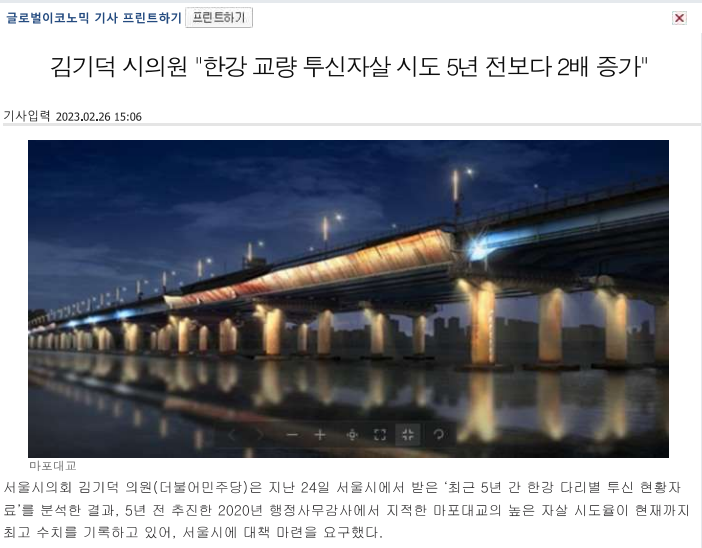 글로벌이코노믹 기사 프린트하기 프린트하기
김기덕 시의원 "한강 교량 투신자살 시도 5년 전보다 2배 증가"
기사입력 2023.02.26 15:06
마포대교
서울시의회 김기덕 의원(더불어민주당)은 지난 24일 서울시에서 받은 ‘최근 5년 간 한강 다리별 투신 현황자
료’를 분석한 결과, 5년 전 추진한 2020년 행정사무감사에서 지적한 마포대교의 높은 자살 시도율이 현재까지
최고 수치를 기록하고 있어, 서울시에 대책 마련을 요구했다.